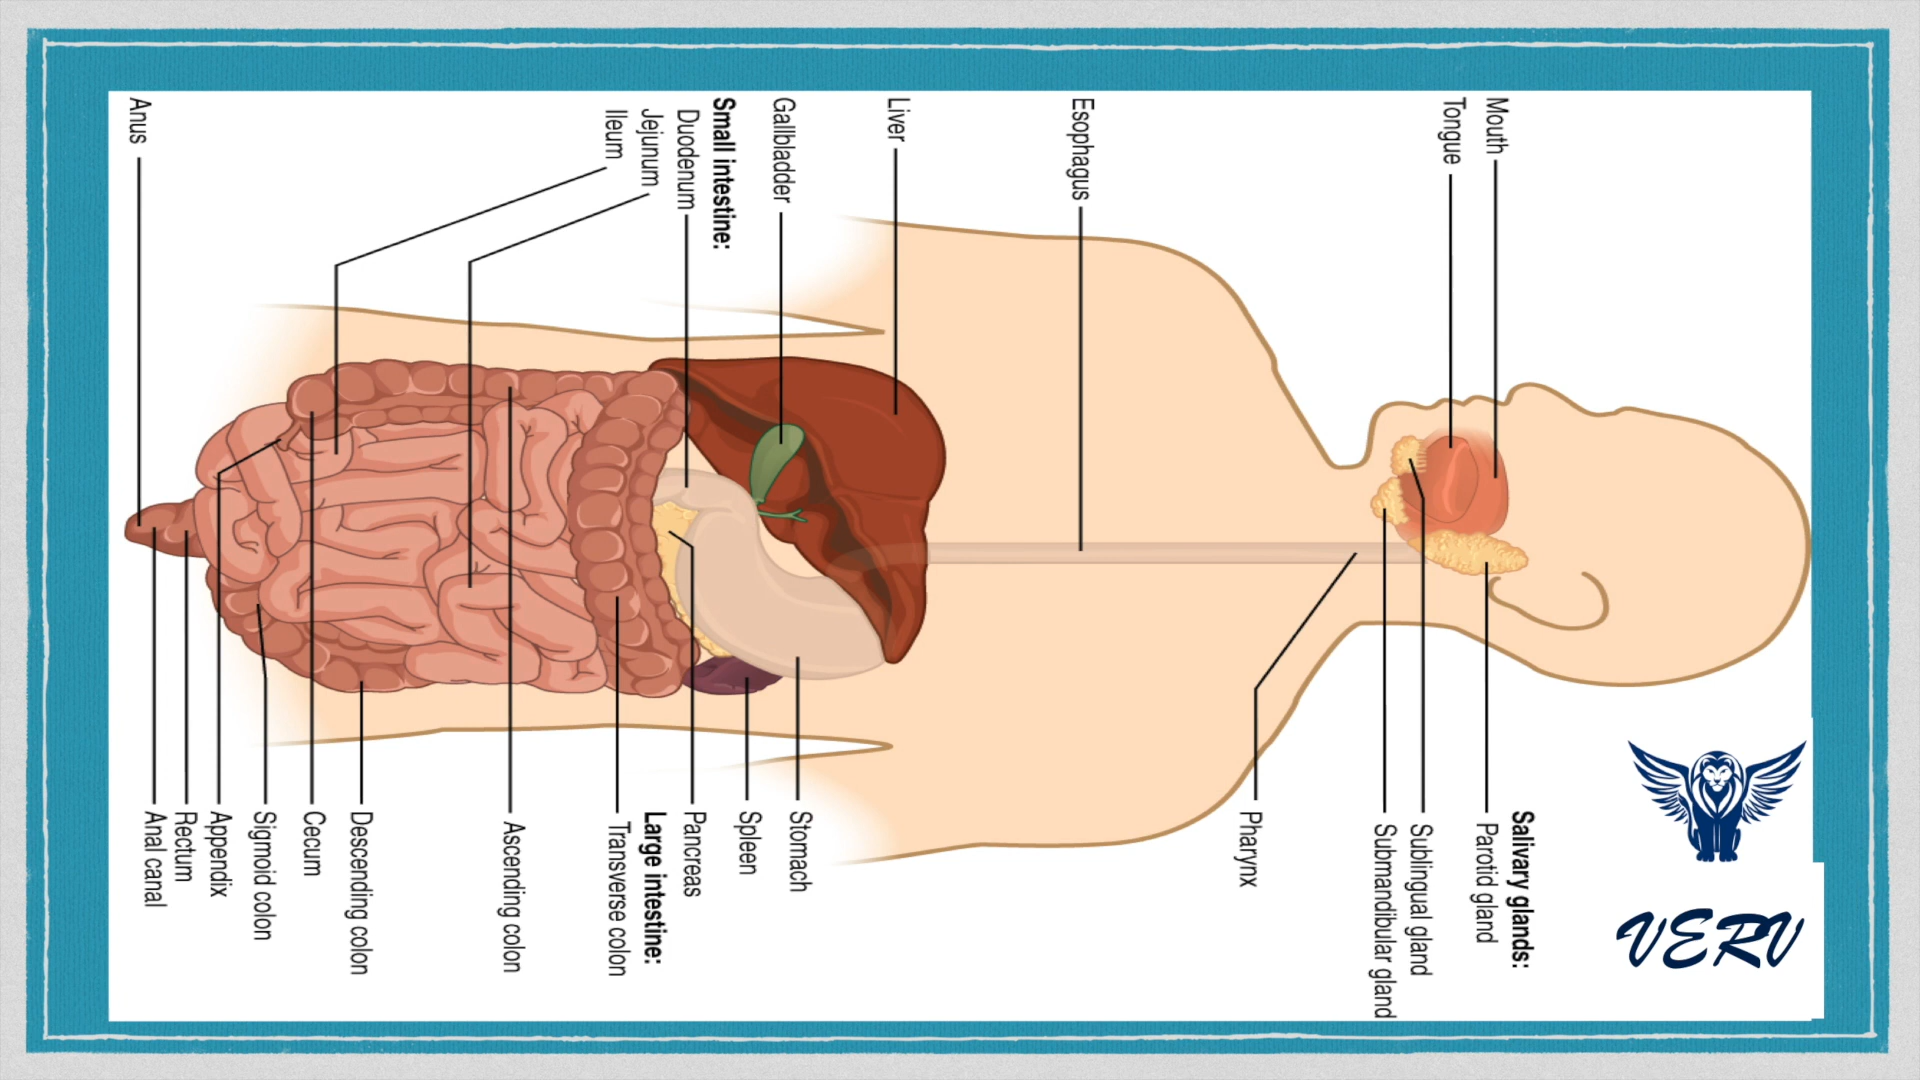 Mouth
Tongue
Esophagus
Liver
Gallbladder
Small intestine:
Duodenum
Jejunum
Ileum
Anus
Salivary glands:
Parotid gland
Sublingual gland
Submandibular gland
Pharynx
Stomach
Spleen
Pancreas
Large intestine:
Transverse colon
Ascending colon
Descending colon
Cecum
Sigmoid colon
Appendix
Rectum
Anal canal
VERV